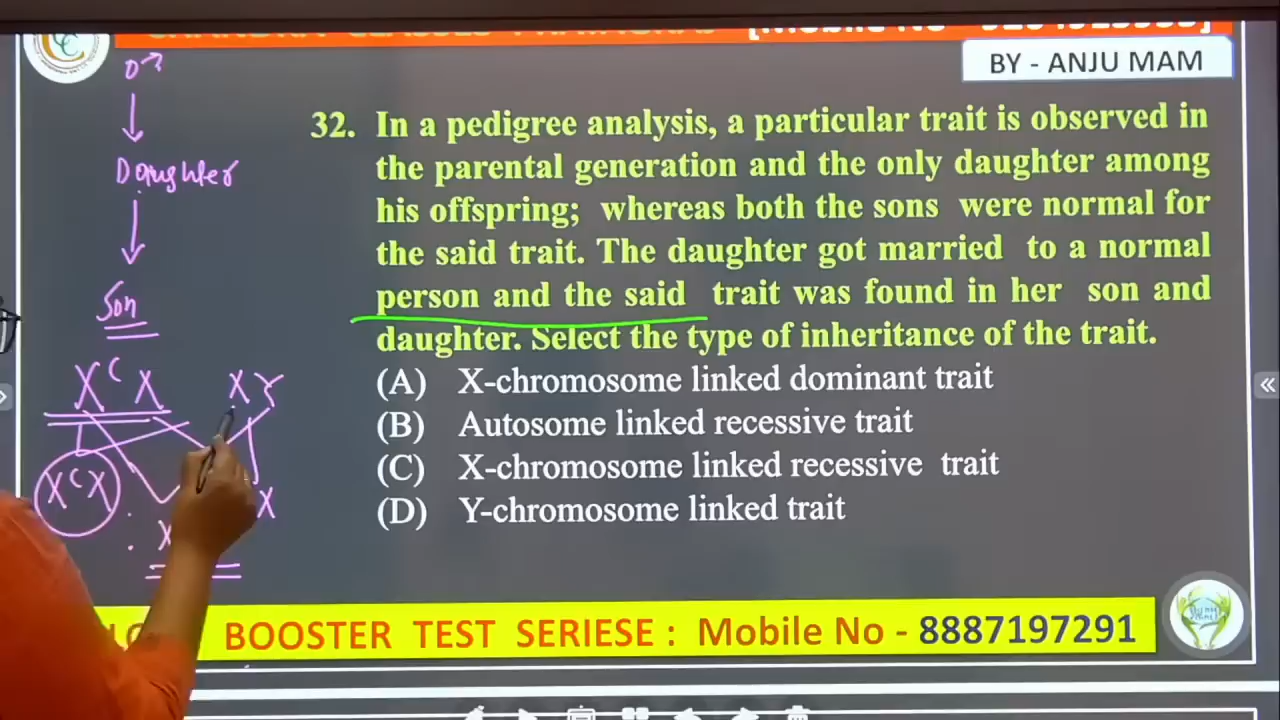 BY - ANJU MAM
Daughter
Son
32. In a pedigree analysis, a particular trait is observed in
the parental generation and the only daughter among
his offspring; whereas both the sons were normal for
the said trait. The daughter got married to a normal
person and the said trait was found in her son and
daughter. Select the type of inheritance of the trait.
(A) X-chromosome linked dominant trait
(B) Autosome linked recessive trait
(C) X-chromosome linked recessive trait
(D) Y-chromosome linked trait
X^C X XY
X^C X
X
X
BOOSTER TEST SERIESE : Mobile No - 8887197291